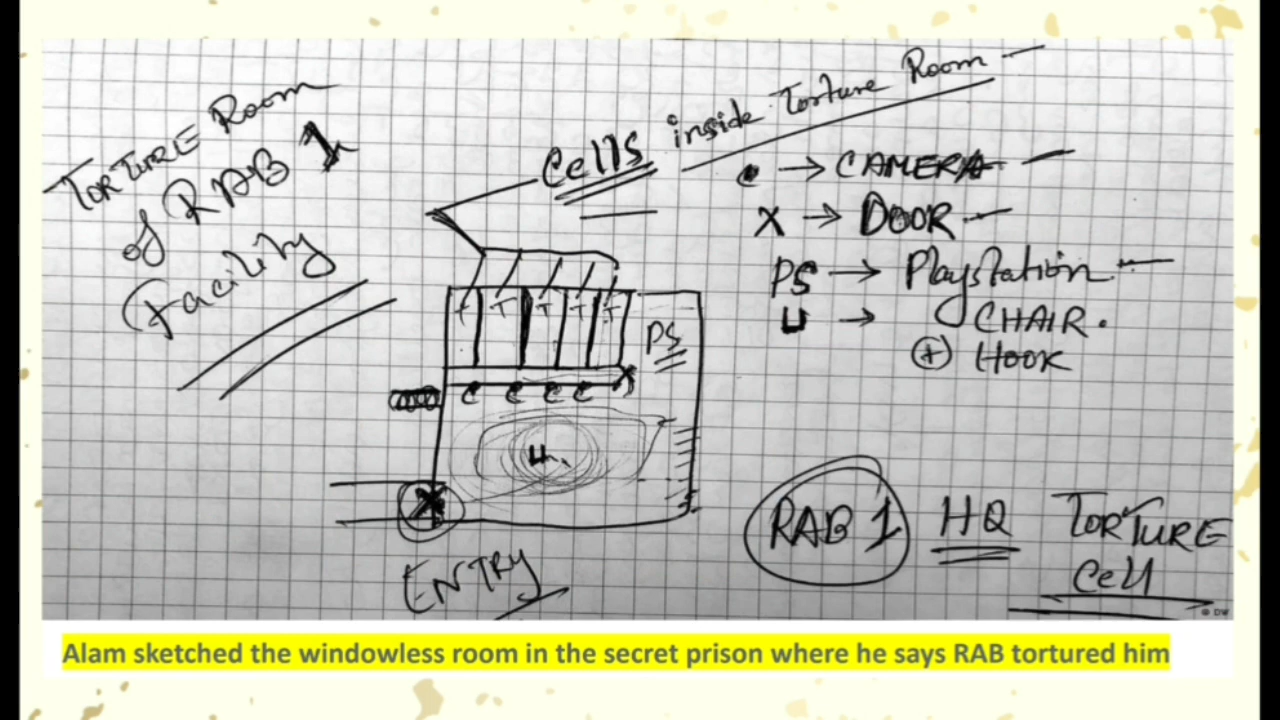 TORTURE Room
of RAB 1
Facility
Cells inside Torture Room
c → CAMERA
X → DOOR
PS → Playstation
U → CHAIR.
(+) HOOK
T T T T T
PS
X
c c c c
U
X
ENTRY
RAB 1 HQ TORTURE
Cell
© DW
Alam sketched the windowless room in the secret prison where he says RAB tortured him